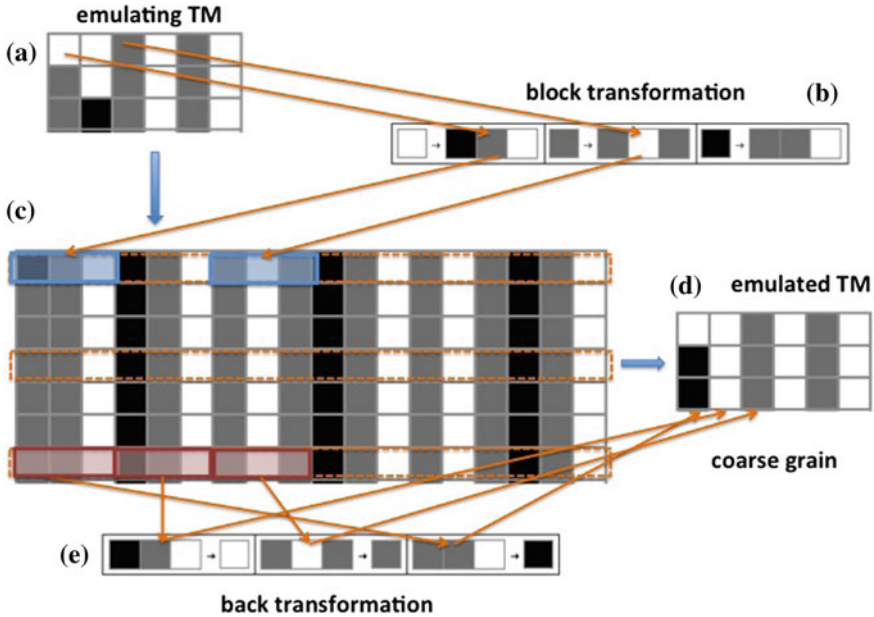 emulating TM
(a)
block transformation
(b)
(c)
(d)
emulated TM
coarse grain
(e)
back transformation